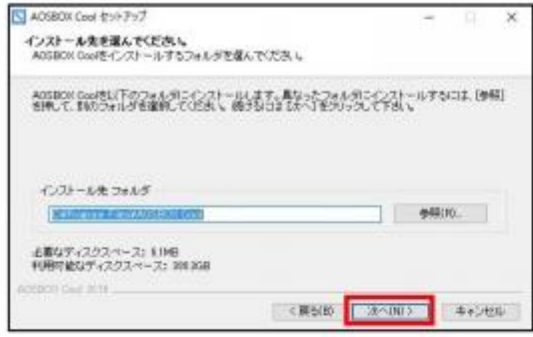 AOSBOX Cool セットアップ
インストール先を選んでください。
AOSBOX Coolをインストールするフォルダを選んでください。
AOSBOX Coolを以下のフォルダにインストールします。異なったフォルダにインストールするには、[参照]
を押して、別のフォルダを選択してください。続けるには [次へ] をクリックして下さい。
インストール先 フォルダ
参照(R)...
必要なディスクスペース:
利用可能なディスクスペース:
< 戻る(B)
次へ(N) >
キャンセル